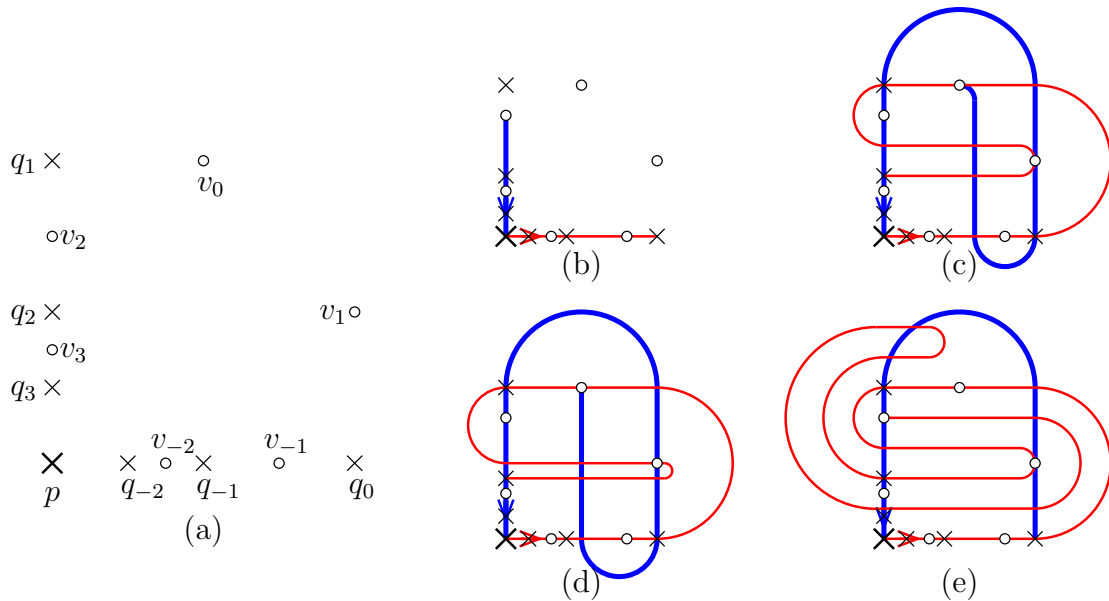 q₁
v₀
v₂
q₂
v₁
v₃
q₃
v₋₂
v₋₁
p
q₋₂
q₋₁
q₀
(a)
(b)
(c)
(d)
(e)